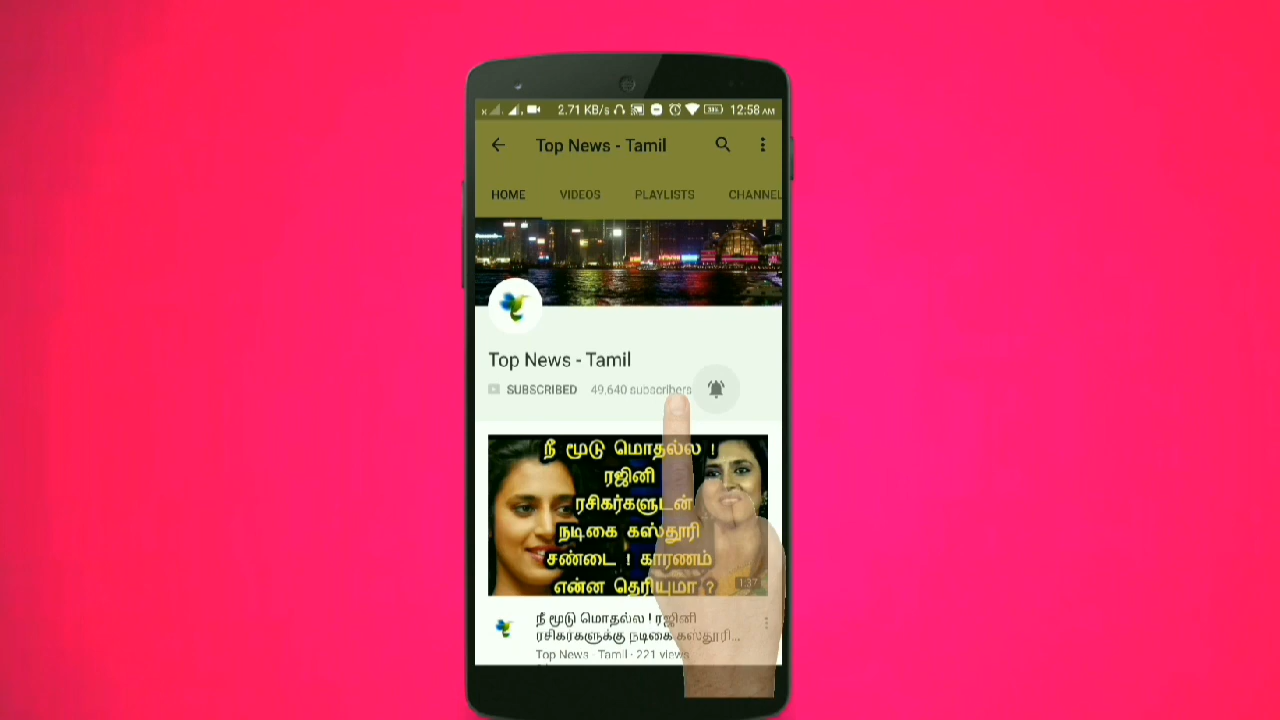 2.71 KB/s 12:58 AM
Top News - Tamil
HOME VIDEOS PLAYLISTS CHANNEL
Top News - Tamil
SUBSCRIBED 49,640 subscribers
நீ மூடு மொதல்ல !
ரஜினி
ரசிகர்களுடன்
நடிகை கஸ்தூரி
சண்டை ! காரணம்
என்ன தெரியுமா ?
1:37
நீ மூடு மொதல்ல ! ரஜினி
ரசிகர்களுக்கு நடிகை கஸ்தூரி...
Top News - Tamil · 221 views